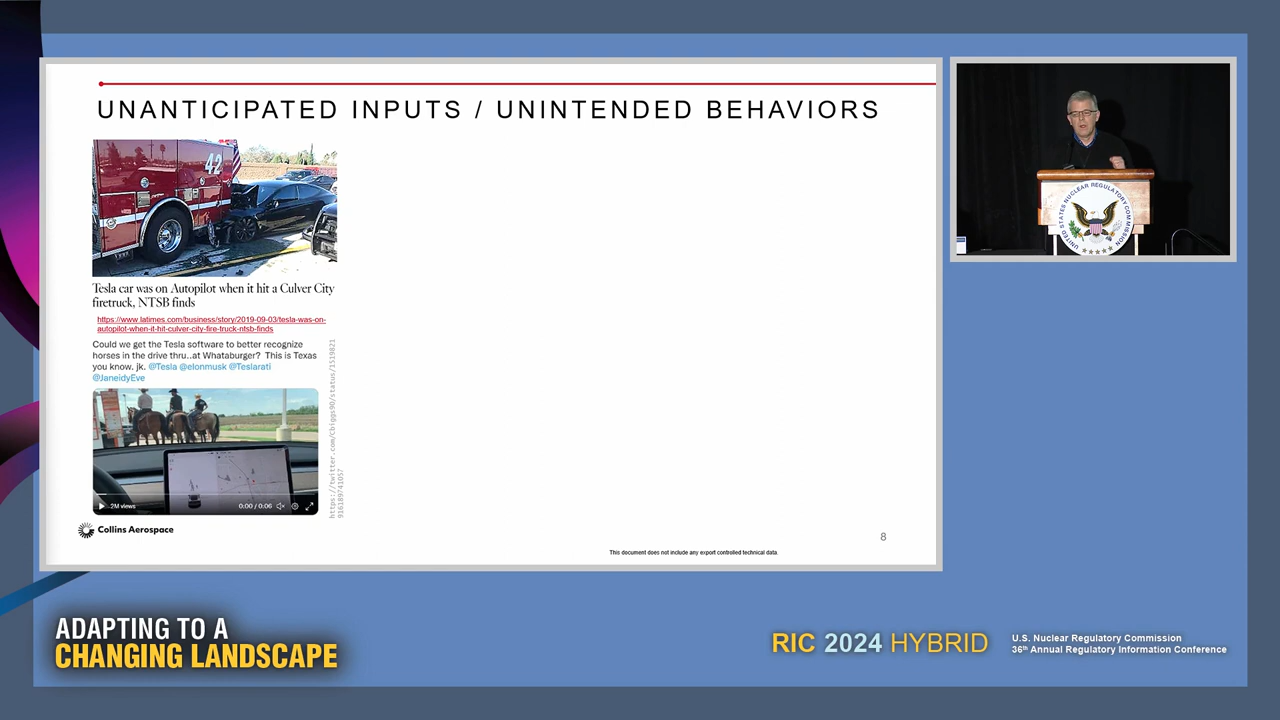 UNANTICIPATED INPUTS / UNINTENDED BEHAVIORS
42
Tesla car was on Autopilot when it hit a Culver City
firetruck, NTSB finds
https://www.latimes.com/business/story/2019-09-03/tesla-was-on-
autopilot-when-it-hit-culver-city-fire-truck-ntsb-finds
Could we get the Tesla software to better recognize
horses in the drive thru..at Whataburger? This is Texas
you know. jk. @Tesla @elonmusk @Teslarati
@JaneidyEve
2M views
0:00 / 0:06
Collins Aerospace
8
This document does not include any export controlled technical data.
UNITED STATES NUCLEAR REGULATORY COMMISSION
ADAPTING TO A
CHANGING LANDSCAPE
RIC 2024 HYBRID
U.S. Nuclear Regulatory Commission
36th Annual Regulatory Information Conference